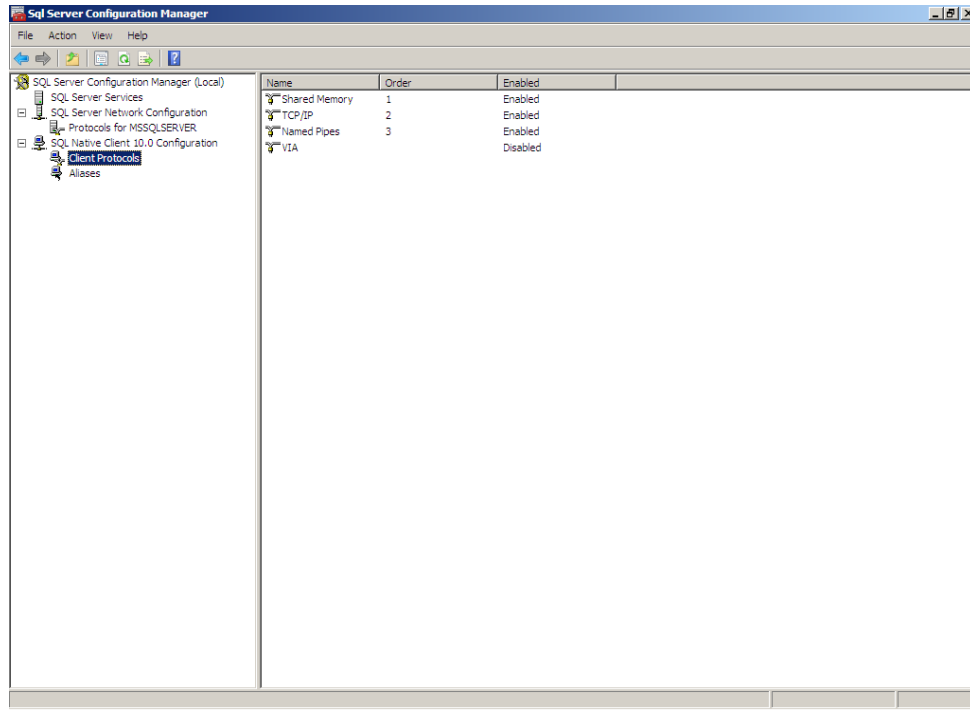 Sql Server Configuration Manager
File Action View Help
SQL Server Configuration Manager (Local)
SQL Server Services
SQL Server Network Configuration
Protocols for MSSQLSERVER
SQL Native Client 10.0 Configuration
Client Protocols
Aliases
Name Order Enabled
Shared Memory 1 Enabled
TCP/IP 2 Enabled
Named Pipes 3 Enabled
VIA Disabled